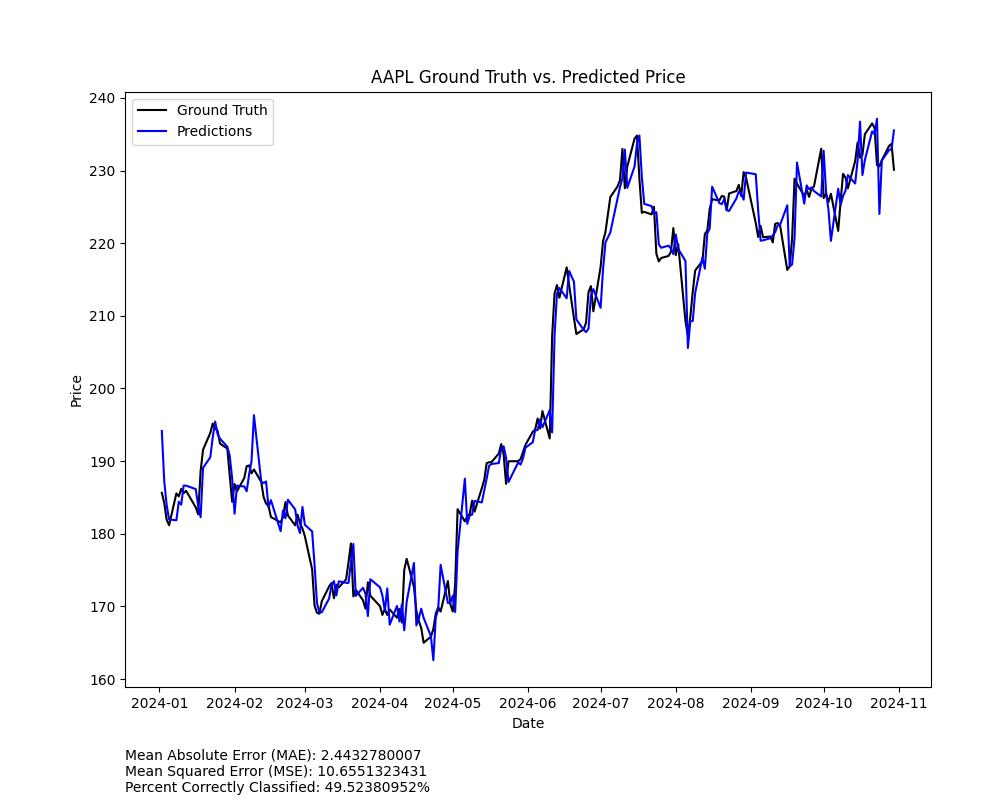 AAPL Ground Truth vs. Predicted Price
Ground Truth
Predictions
240
230
220
210
200
190
180
170
160
Price
2024-01 2024-02 2024-03 2024-04 2024-05 2024-06 2024-07 2024-08 2024-09 2024-10 2024-11
Date
Mean Absolute Error (MAE): 2.4432780007
Mean Squared Error (MSE): 10.6551323431
Percent Correctly Classified: 49.52380952%